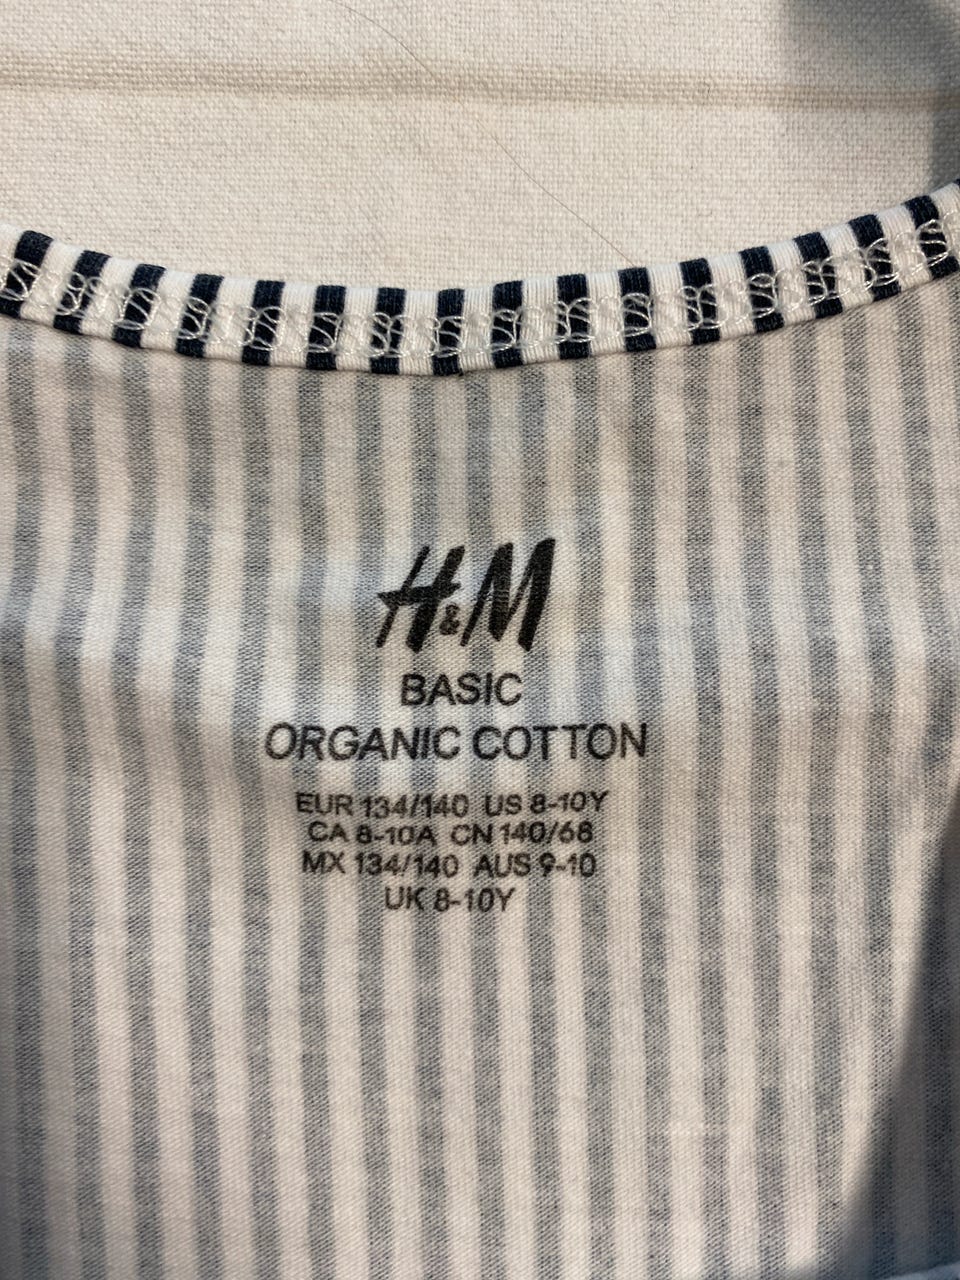 H&M
BASIC
ORGANIC COTTON
EUR 134/140 US 8-10Y
CA 8-10A CN 140/68
MX 134/140 AUS 9-10
UK 8-10Y